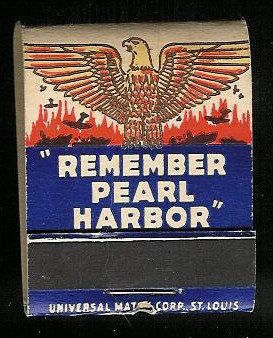 "REMEMBER
PEARL
HARBOR"
UNIVERSAL MATCH CORP., ST. LOUIS